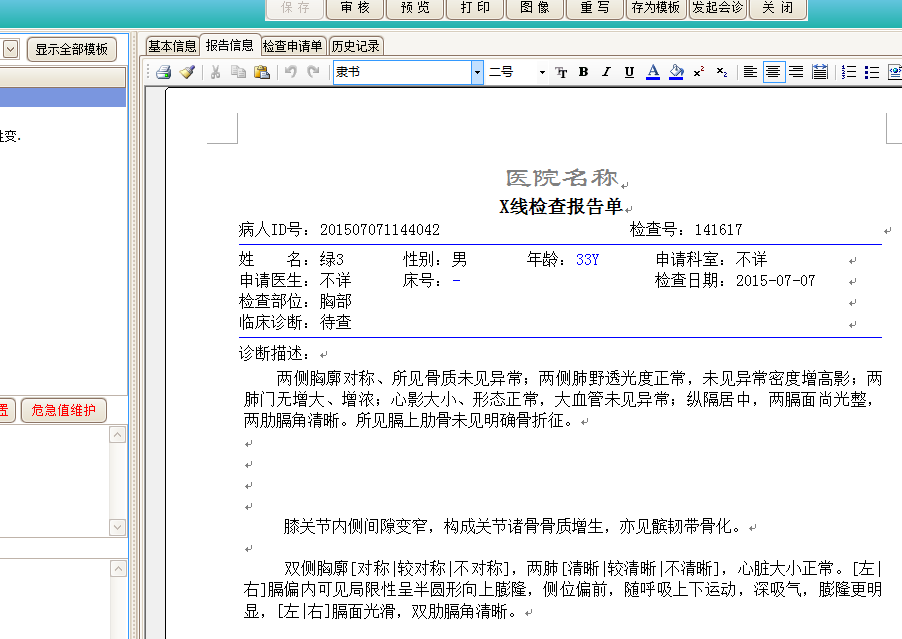 保 存 审 核 预 览 打 印 图 像 重 写 存为模板 发起会诊 关 闭
显示全部模板 基本信息 报告信息 检查申请单 历史记录
隶书 二号
变.
医院名称
X线检查报告单
病人ID号: 201507071144042 检查号: 141617
姓 名: 绿3 性别: 男 年龄: 33Y 申请科室: 不详
申请医生: 不详 床号: - 检查日期: 2015-07-07
检查部位: 胸部
临床诊断: 待查
诊断描述:
两侧胸廓对称、所见骨质未见异常; 两侧肺野透光度正常, 未见异常密度增高影; 两
肺门无增大、增浓; 心影大小、形态正常, 大血管未见异常; 纵隔居中, 两膈面尚光整,
两肋膈角清晰。所见膈上肋骨未见明确骨折征。
置 危急值维护
膝关节内侧间隙变窄, 构成关节诸骨骨质增生, 亦见髌韧带骨化。
双侧胸廓[对称|较对称|不对称], 两肺[清晰|较清晰|不清晰], 心脏大小正常。[左|
右]膈偏内可见局限性呈半圆形向上膨隆, 侧位偏前, 随呼吸上下运动, 深吸气, 膨隆更明
显, [左|右]膈面光滑, 双肋膈角清晰。